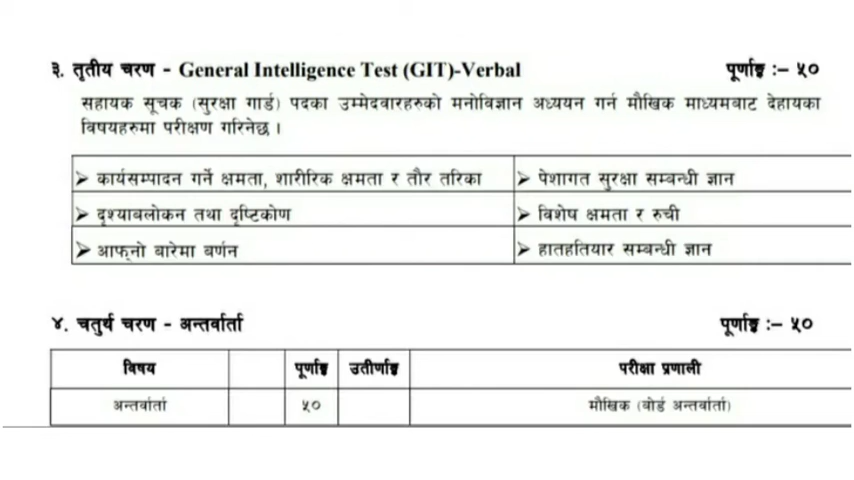 ३. तृतीय चरण - General Intelligence Test (GIT)-Verbal पूर्णाङ्क :– ५०
सहायक सूचक (सुरक्षा गार्ड) पदका उम्मेदवारहरुको मनोविज्ञान अध्ययन गर्न मौखिक माध्यमबाट देहायका
विषयहरुमा परीक्षण गरिनेछ ।
➢ कार्यसम्पादन गर्ने क्षमता, शारीरिक क्षमता र तौर तरिका ➢ पेशागत सुरक्षा सम्बन्धी ज्ञान
➢ दृश्याबलोकन तथा दृष्टिकोण ➢ विशेष क्षमता र रुची
➢ आफ्नो बारेमा बर्णन ➢ हातहतियार सम्बन्धी ज्ञान
४. चतुर्थ चरण - अन्तर्वार्ता पूर्णाङ्क :– ५०
विषय पूर्णाङ्क उतीर्णाङ्क परीक्षा प्रणाली
अन्तर्वार्ता ५० मौखिक (बोर्ड अन्तर्वार्ता)